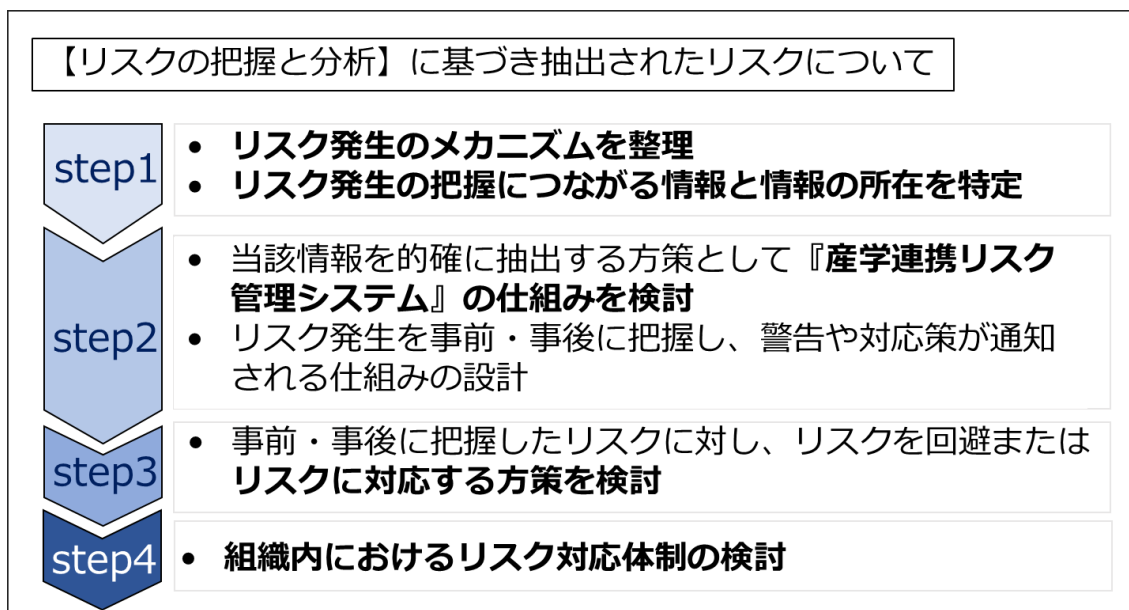 【リスクの把握と分析】に基づき抽出されたリスクについて
step1
• リスク発生のメカニズムを整理
• リスク発生の把握につながる情報と情報の所在を特定
step2
• 当該情報を的確に抽出する方策として『産学連携リスク
管理システム』の仕組みを検討
• リスク発生を事前・事後に把握し、警告や対応策が通知
される仕組みの設計
step3
• 事前・事後に把握したリスクに対し、リスクを回避または
リスクに対応する方策を検討
step4
• 組織内におけるリスク対応体制の検討